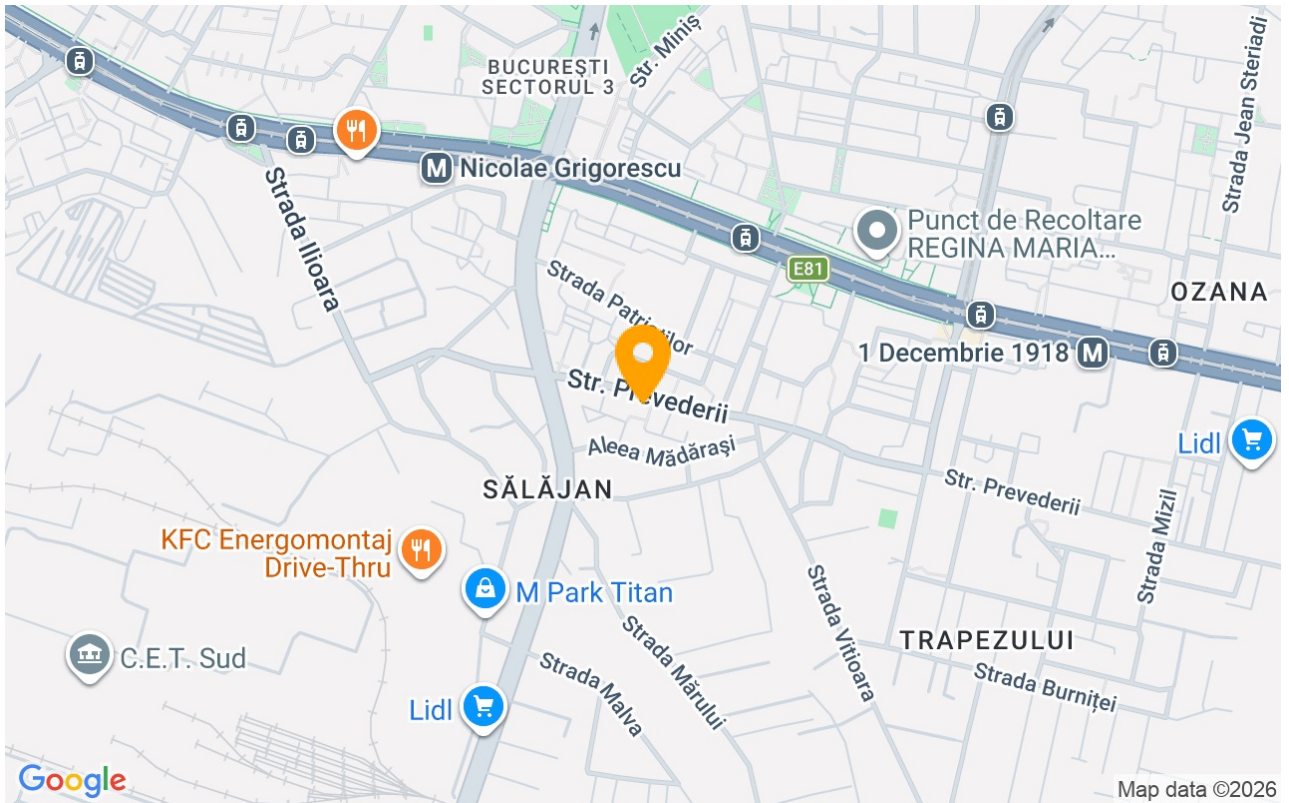 BUCUREȘTI
SECTORUL 3
Str. Miniș
Strada Jean Steriadi
Nicolae Grigorescu
M
Strada Ilioara
Punct de Recoltare
REGINA MARIA...
E81
OZANA
Strada Patrioților
1 Decembrie 1918
M
Str. Prevederii
Lidl
Aleea Mădărași
SĂLĂJAN
Str. Prevederii
Strada Mizil
KFC Energomontaj
Drive-Thru
M Park Titan
Strada Vitioara
TRAPEZULUI
C.E.T. Sud
Strada Mărului
Strada Malva
Strada Burniței
Lidl
Google
Map data ©2026